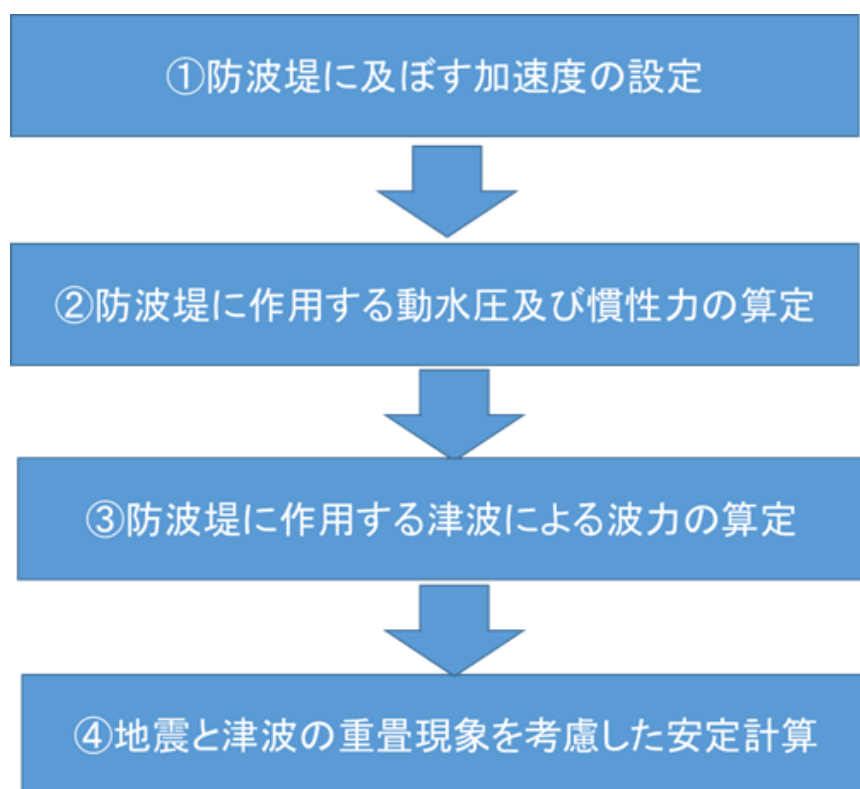 ①防波堤に及ぼす加速度の設定
②防波堤に作用する動水圧及び慣性力の算定
③防波堤に作用する津波による波力の算定
④地震と津波の重畳現象を考慮した安定計算